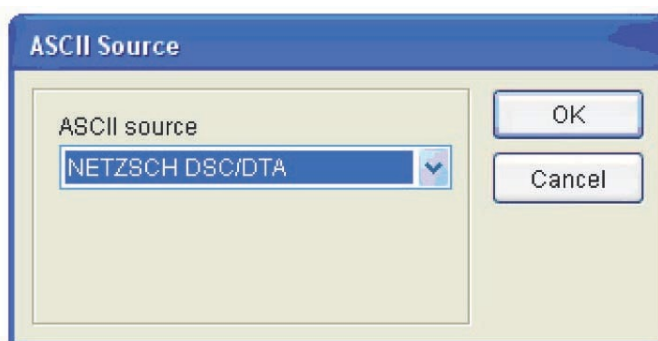 ASCII Source
ASCII source
NETZSCH DSC/DTA
OK
Cancel